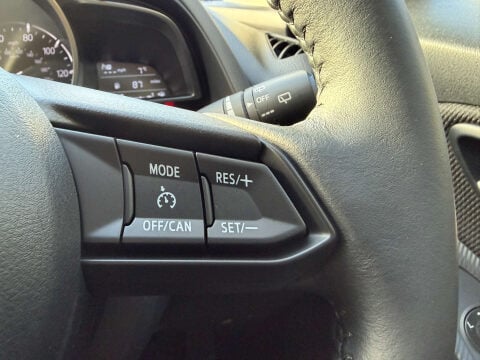 80
100
120
OFF
MODE
RES/+
OFF/CAN
SET/−